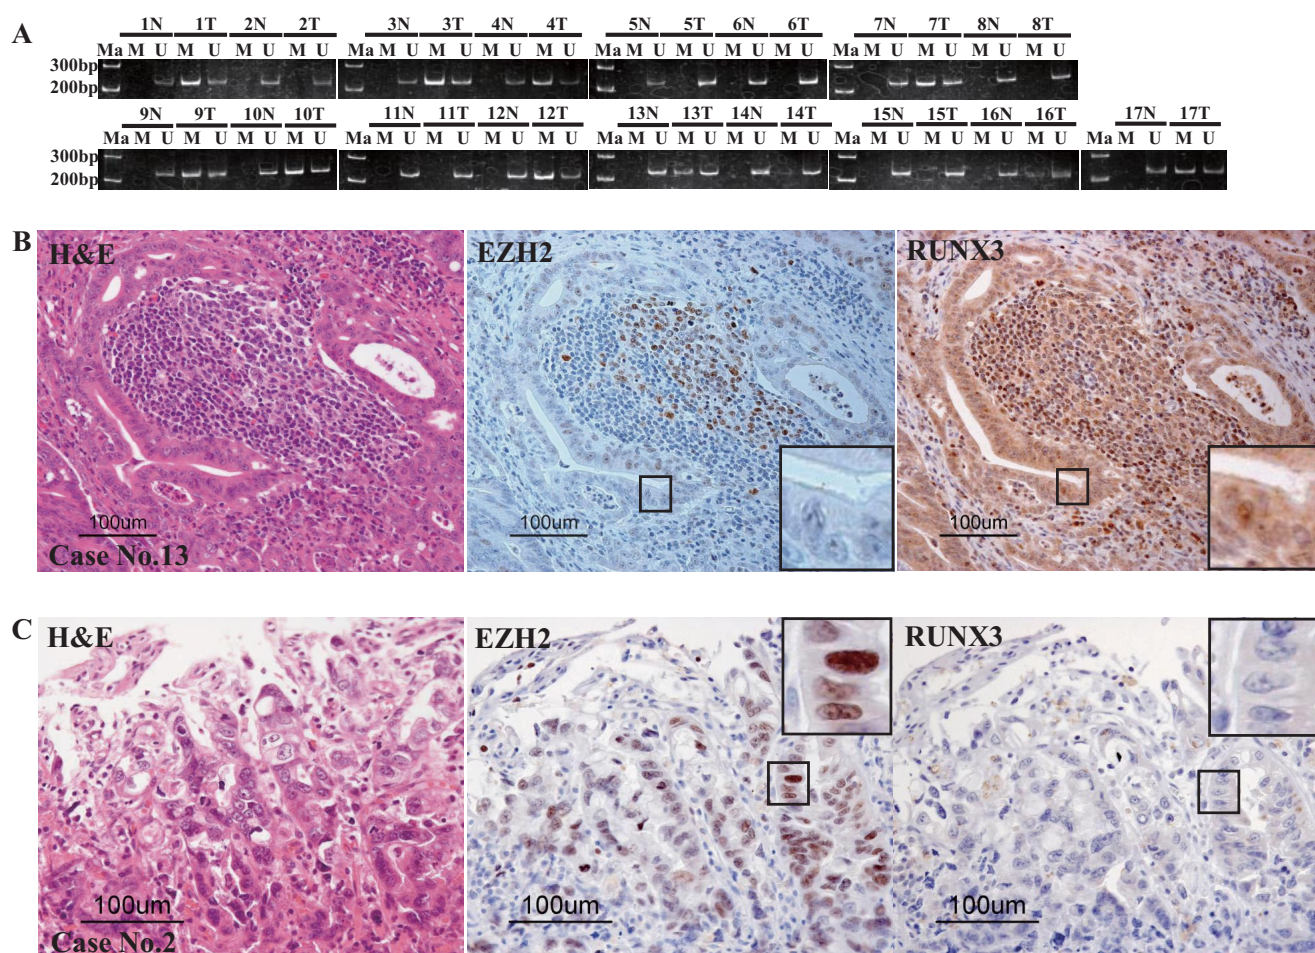 A
1N 1T 2N 2T 3N 3T 4N 4T 5N 5T 6N 6T 7N 7T 8N 8T
Ma M U M U M U M U Ma M U M U M U M U Ma M U M U M U M U Ma M U M U M U M U
300bp
200bp
9N 9T 10N 10T 11N 11T 12N 12T 13N 13T 14N 14T 15N 15T 16N 16T 17N 17T
Ma M U M U M U M U Ma M U M U M U M U Ma M U M U M U M U Ma M U M U M U M U Ma M U M U
300bp
200bp
B
H&E EZH2 RUNX3
100um 100um 100um
Case No.13
C
H&E EZH2 RUNX3
100um 100um 100um
Case No.2